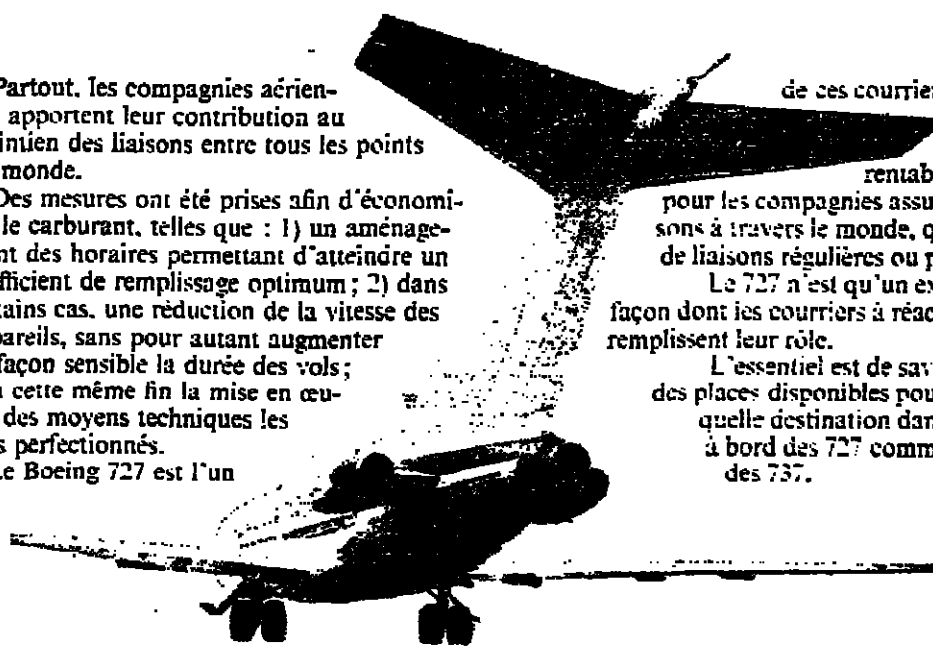 Partout, les compagnies aérien-
apportent leur contribution au
intien des liaisons entre tous les points
monde.
Des mesures ont été prises afin d'économi-
le carburant, telles que : 1) un aménage-
nt des horaires permettant d'atteindre un
fficient de remplissage optimum ; 2) dans
tains cas, une réduction de la vitesse des
pareils, sans pour autant augmenter
façon sensible la durée des vols ;
à cette même fin la mise en œu-
des moyens techniques les
s perfectionnés.
Le Boeing 727 est l'un
de ces courrier
rentab
pour les compagnies assu
sons à travers le monde, q
de liaisons régulières ou p
Le 727 n'est qu'un ex
façon dont les courriers à réac
remplissent leur rôle.
L'essentiel est de sav
des places disponibles pou
quelle destination dan
à bord des 727 comm
des 737.